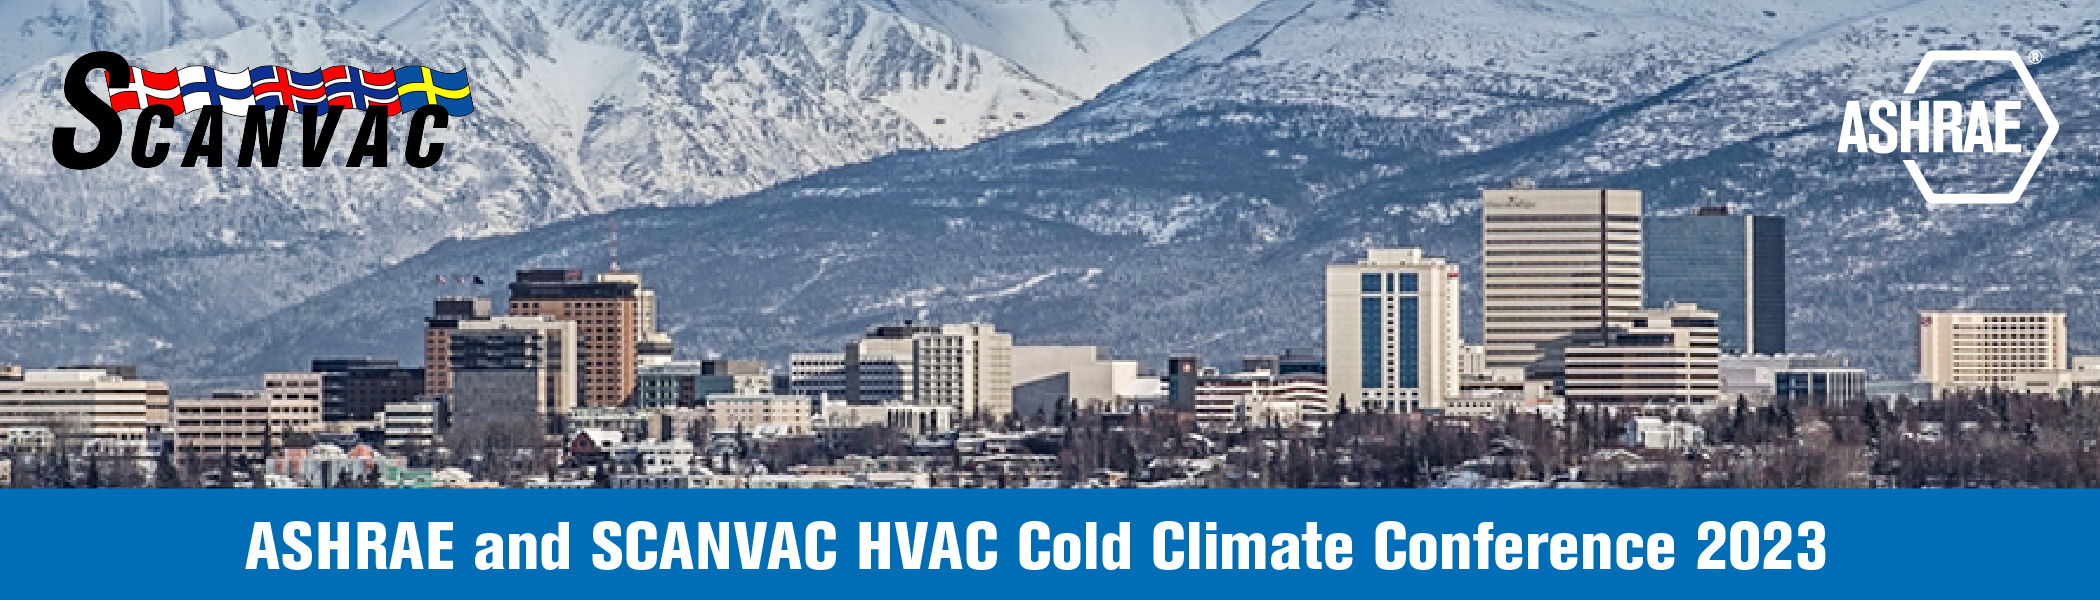 SCANVAC
ASHRAE®
ASHRAE and SCANVAC HVAC Cold Climate Conference 2023